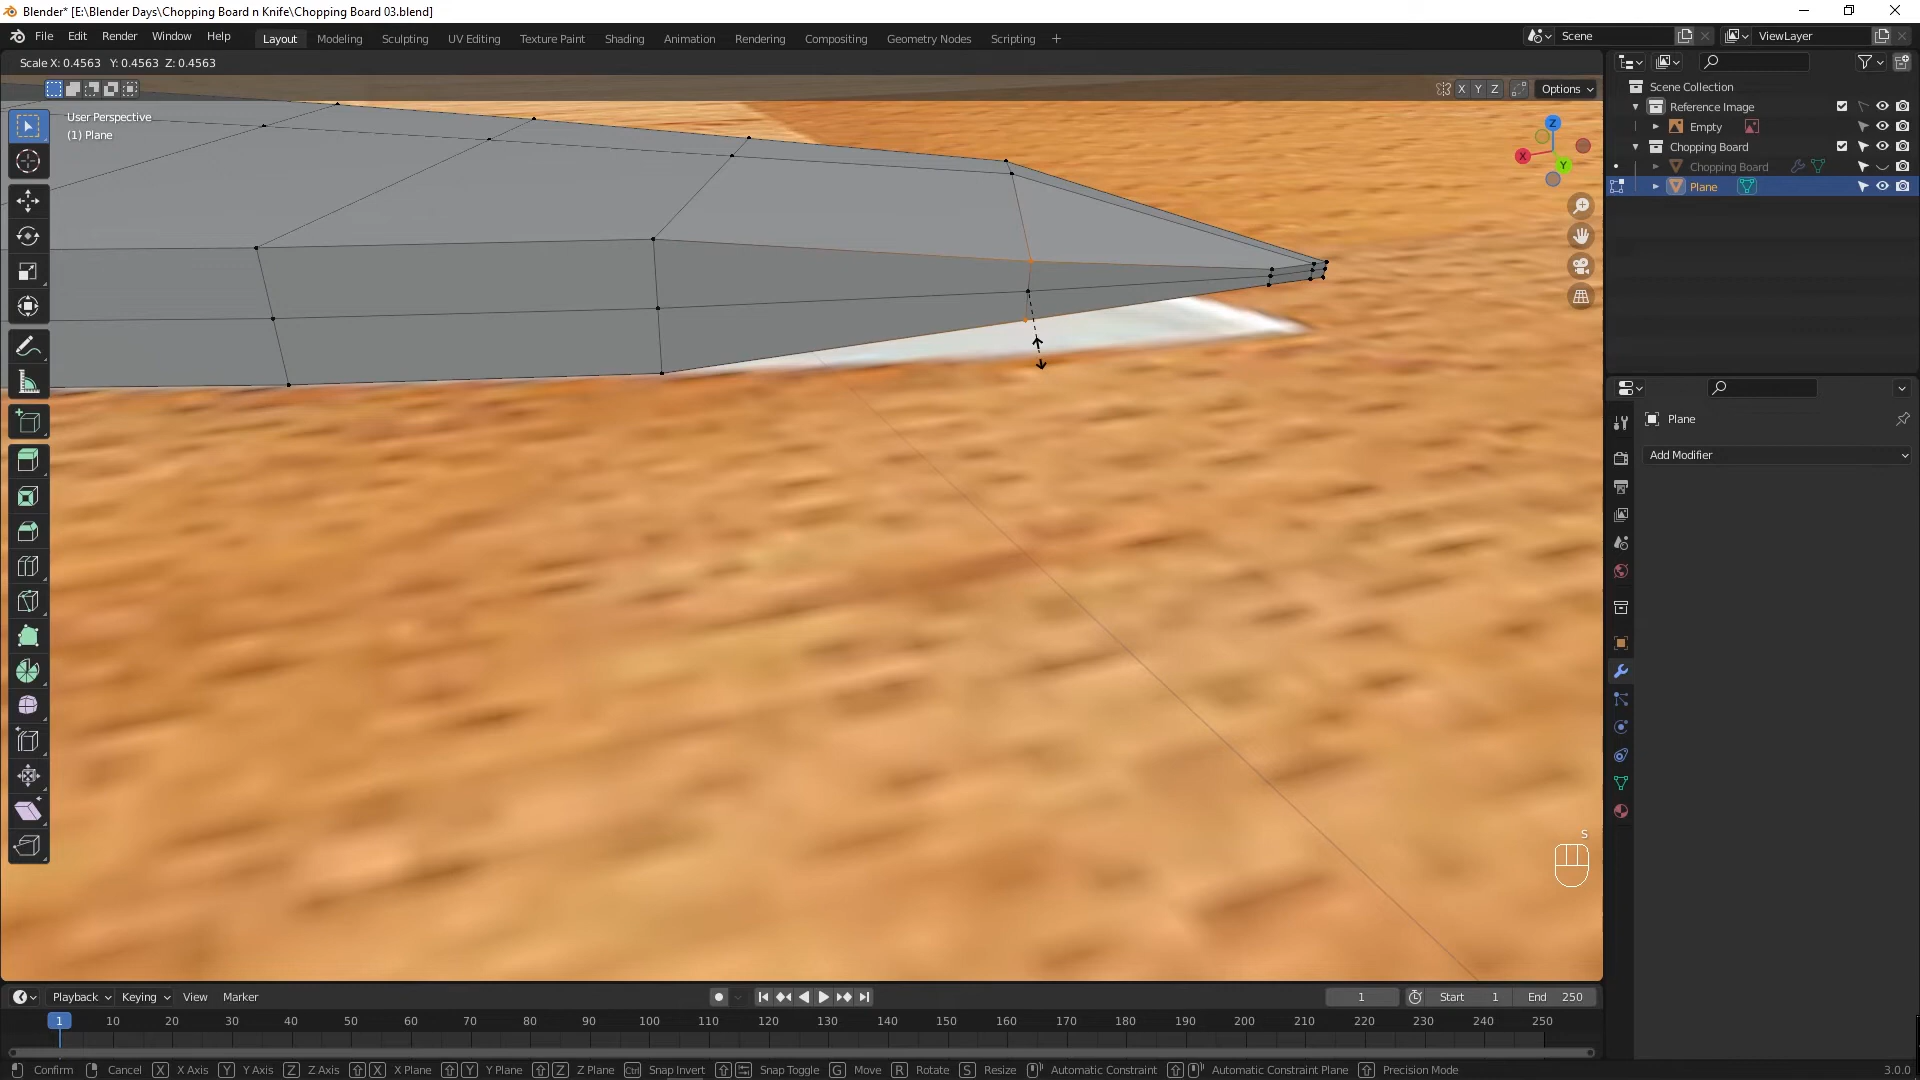 Blender* [E:\Blender Days\Chopping Board n Knife\Chopping Board 03.blend]
File Edit Render Window Help Layout Modeling Sculpting UV Editing Texture Paint Shading Animation Rendering Compositing Geometry Nodes Scripting + Scene ViewLayer
Scale X: 0.4563 Y: 0.4563 Z: 0.4563
X Y Z Options
User Perspective
(1) Plane
Z
X
Y
Scene Collection
Reference Image
Empty
Chopping Board
Chopping Board
Plane
Plane
Add Modifier
S
Playback Keying View Marker 1 Start 1 End 250
1 10 20 30 40 50 60 70 80 90 100 110 120 130 140 150 160 170 180 190 200 210 220 230 240 250
Confirm Cancel X X Axis Y Y Axis Z Z Axis X X Plane Y Y Plane Z Z Plane Ctrl Snap Invert Snap Toggle G Move R Rotate S Resize Automatic Constraint Automatic Constraint Plane Precision Mode 3.0.0